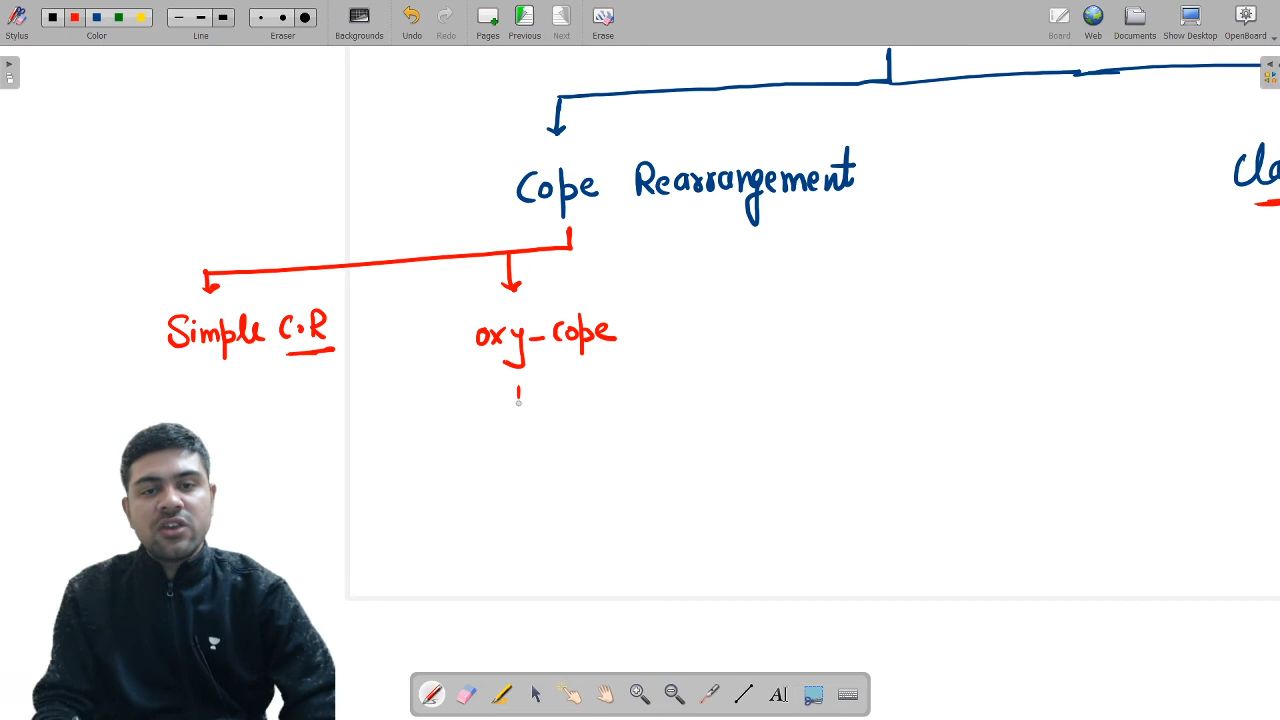 Stylus Color Line Eraser Backgrounds Undo Redo Pages Previous Next Erase Board Web Documents Show Desktop OpenBoard
Cope Rearrangement
Simple C.R
oxy-cope
AI